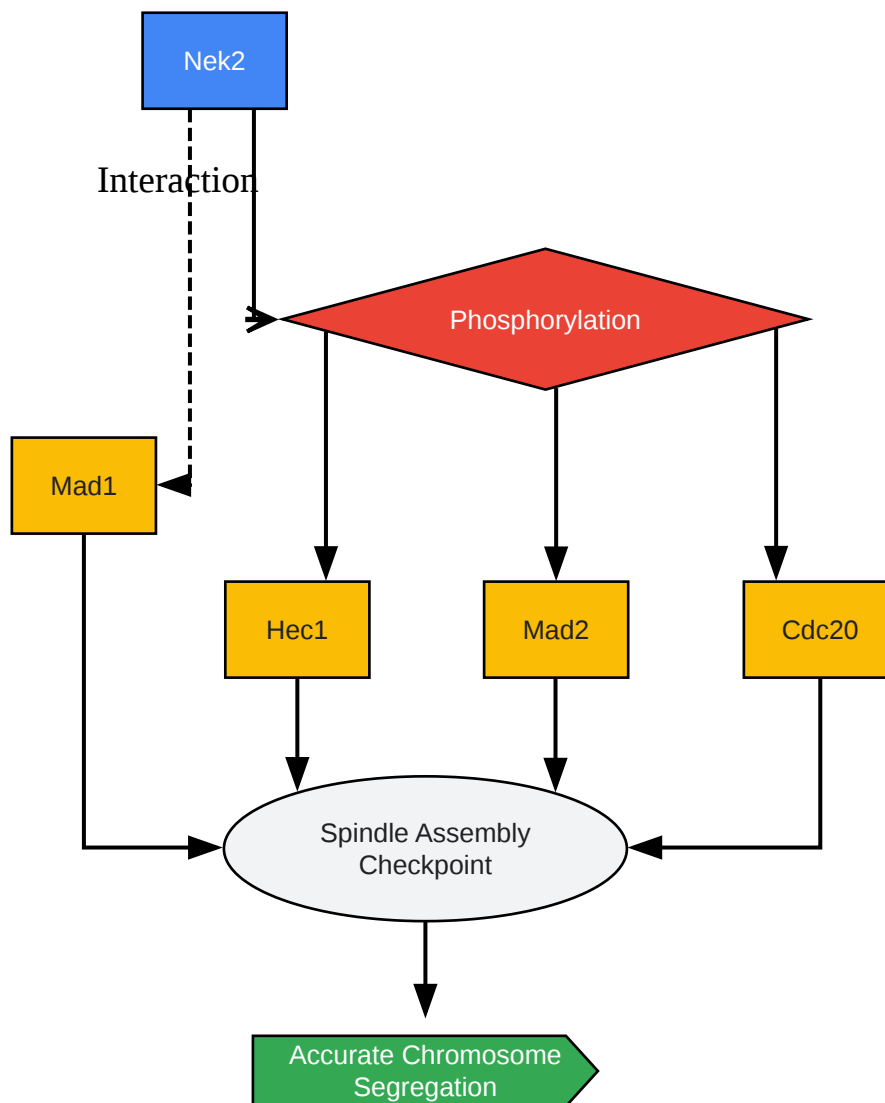 Nek2
Interaction
Phosphorylation
Mad1
Hec1
Mad2
Cdc20
Spindle Assembly
Checkpoint
Accurate Chromosome
Segregation